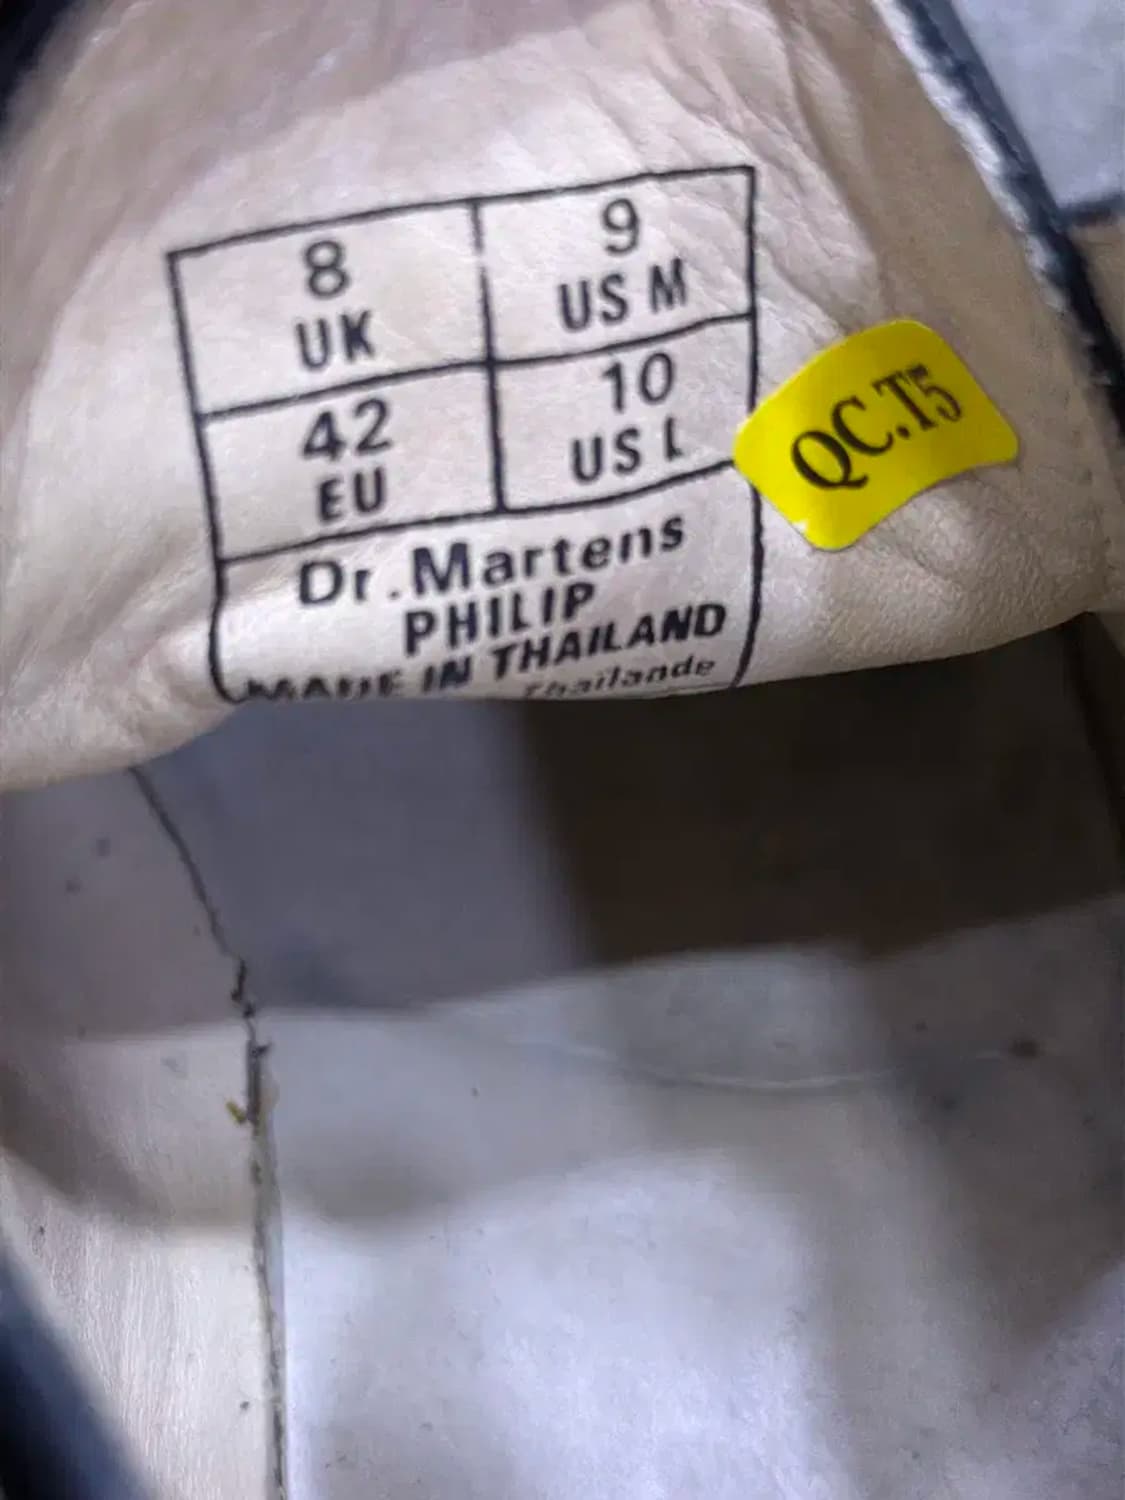 8
UK
9
US M
42
EU
10
US L
Dr.Martens
PHILIP
MADE IN THAILAND
Thailande
QC.T5